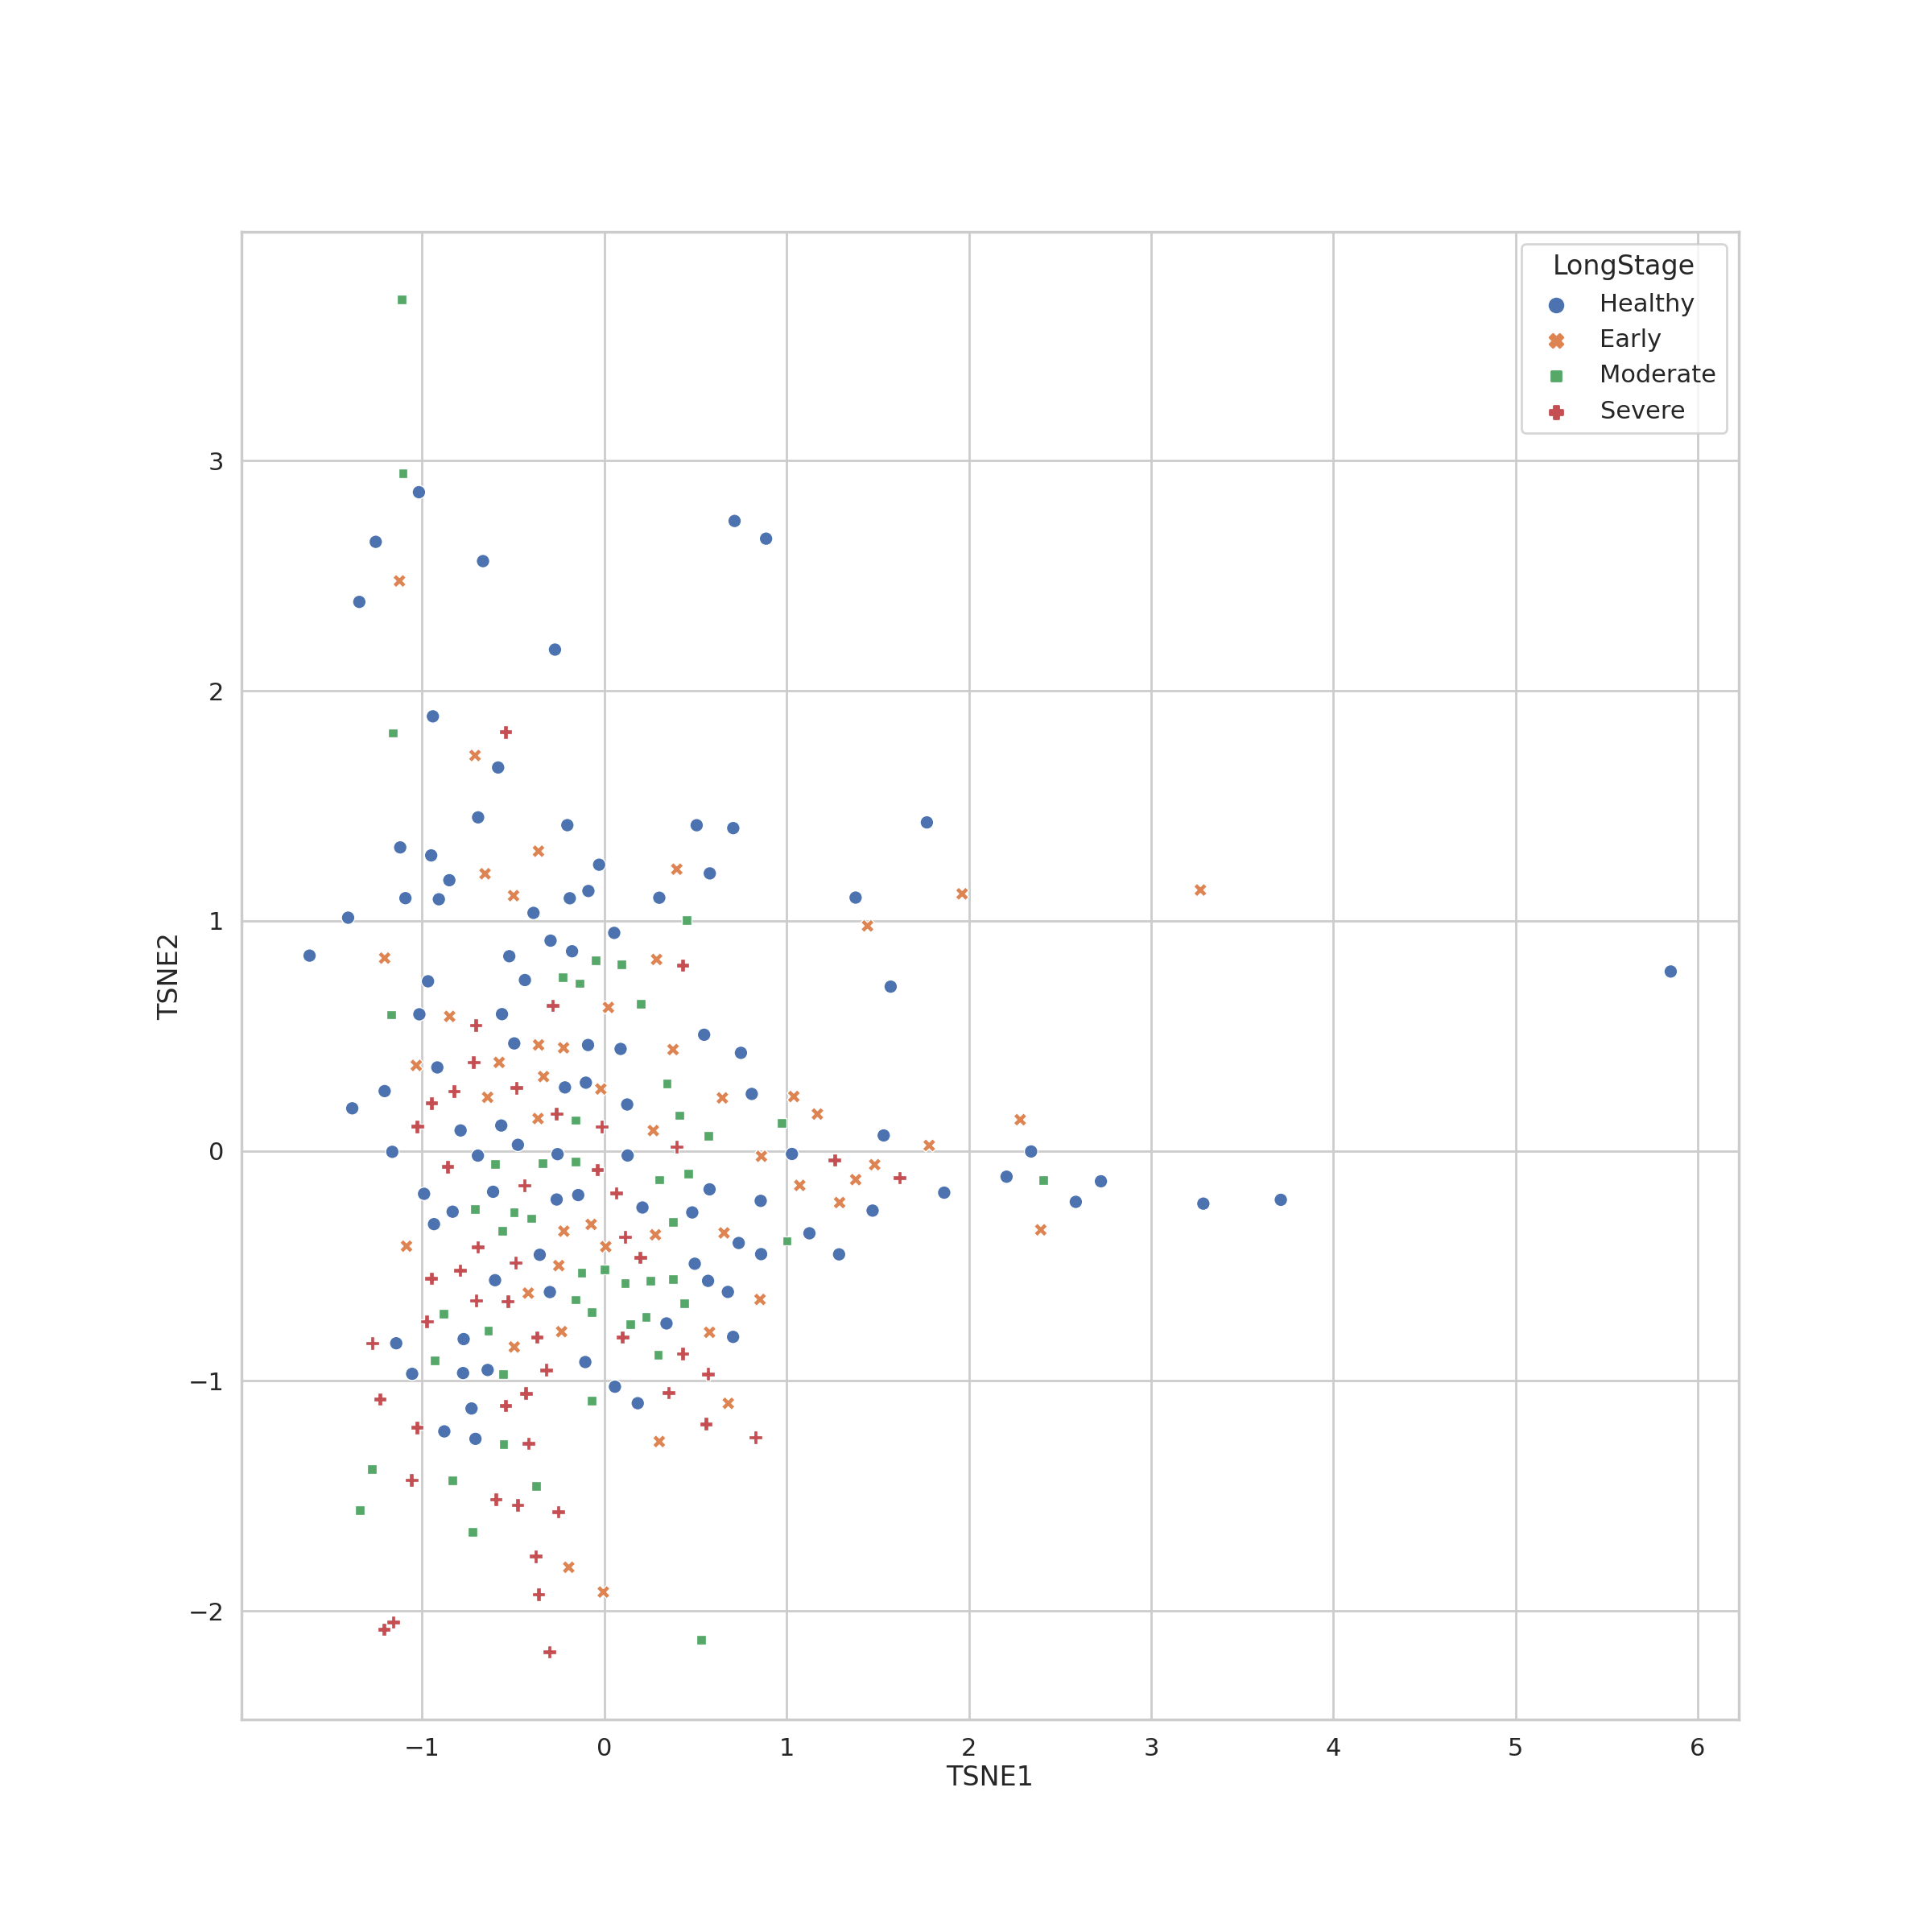 LongStage
Healthy
Early
Moderate
Severe
3
2
1
0
−1
−2
TSNE2
−1 0 1 2 3 4 5 6
TSNE1